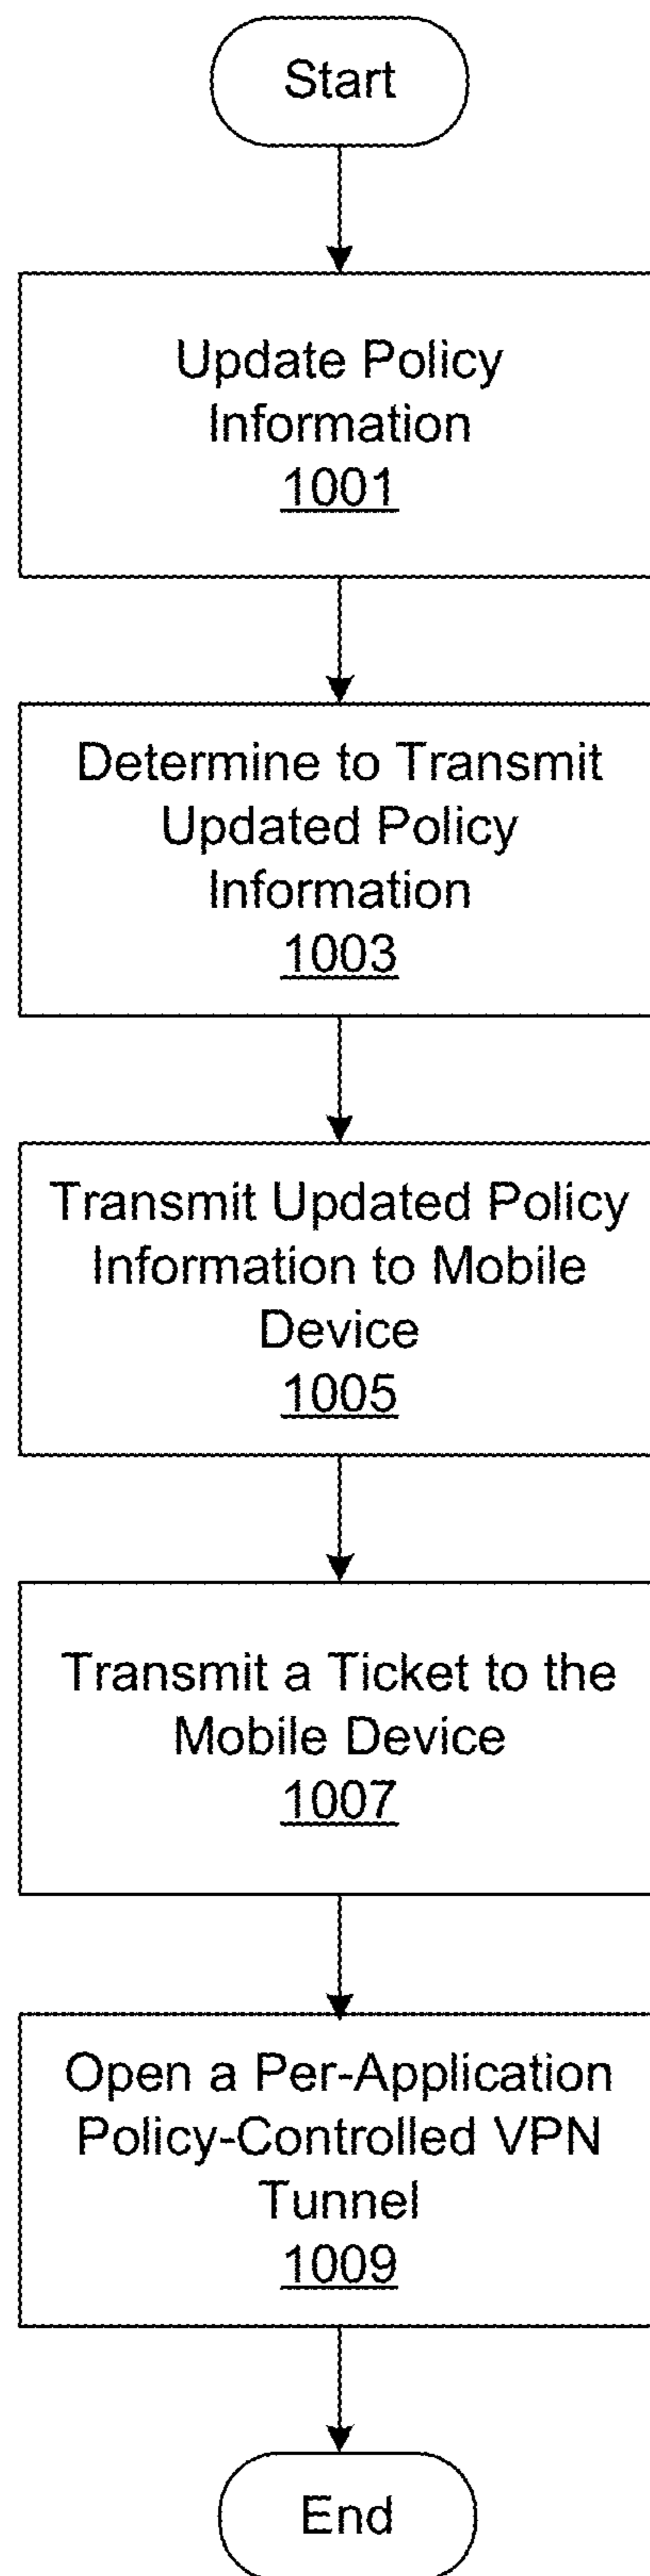 Start
Update Policy
Information
1001
Determine to Transmit
Updated Policy
Information
1003
Transmit Updated Policy
Information to Mobile
Device
1005
Transmit a Ticket to the
Mobile Device
1007
Open a Per-Application
Policy-Controlled VPN
Tunnel
1009
End